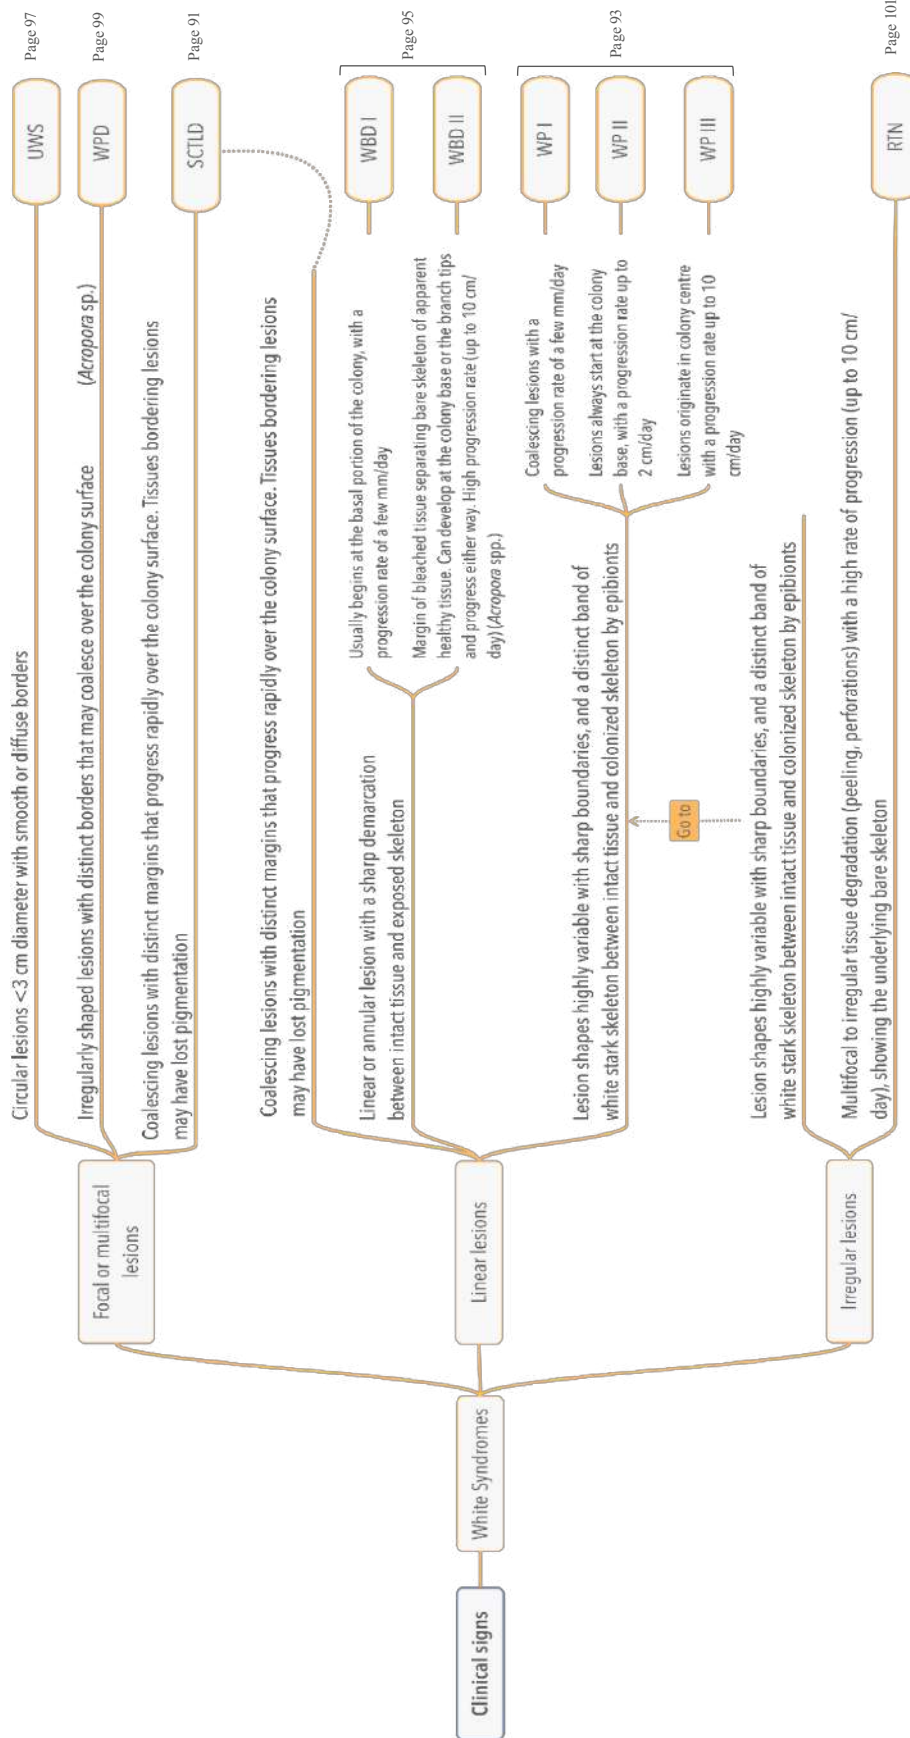 Clinical signs
White Syndromes
Focal or multifocal
lesions
Circular lesions <3 cm diameter with smooth or diffuse borders
UWS
Page 97
Irregularly shaped lesions with distinct borders that may coalesce over the colony surface
(Acropora sp.)
WPD
Page 99
Coalescing lesions with distinct margins that progress rapidly over the colony surface. Tissues bordering lesions
may have lost pigmentation
SCTLD
Page 91
Linear lesions
Coalescing lesions with distinct margins that progress rapidly over the colony surface. Tissues bordering lesions
may have lost pigmentation
Linear or annular lesion with a sharp demarcation
between intact tissue and exposed skeleton
Usually begins at the basal portion of the colony, with a
progression rate of a few mm/day
WBD I
Margin of bleached tissue separating bare skeleton of apparent
healthy tissue. Can develop at the colony base or the branch tips
and progress either way. High progression rate (up to 10 cm/
day) (Acropora spp.)
WBD II
Page 95
Lesion shapes highly variable with sharp boundaries, and a distinct band of
white stark skeleton between intact tissue and colonized skeleton by epibionts
Coalescing lesions with a
progression rate of a few mm/day
WP I
Lesions always start at the colony
base, with a progression rate up to
2 cm/day
WP II
Lesions originate in colony centre
with a progression rate up to 10
cm/day
WP III
Page 93
Go to
Irregular lesions
Lesion shapes highly variable with sharp boundaries, and a distinct band of
white stark skeleton between intact tissue and colonized skeleton by epibionts
Multifocal to irregular tissue degradation (peeling, perforations) with a high rate of progression (up to 10 cm/
day), showing the underlying bare skeleton
RTN
Page 101